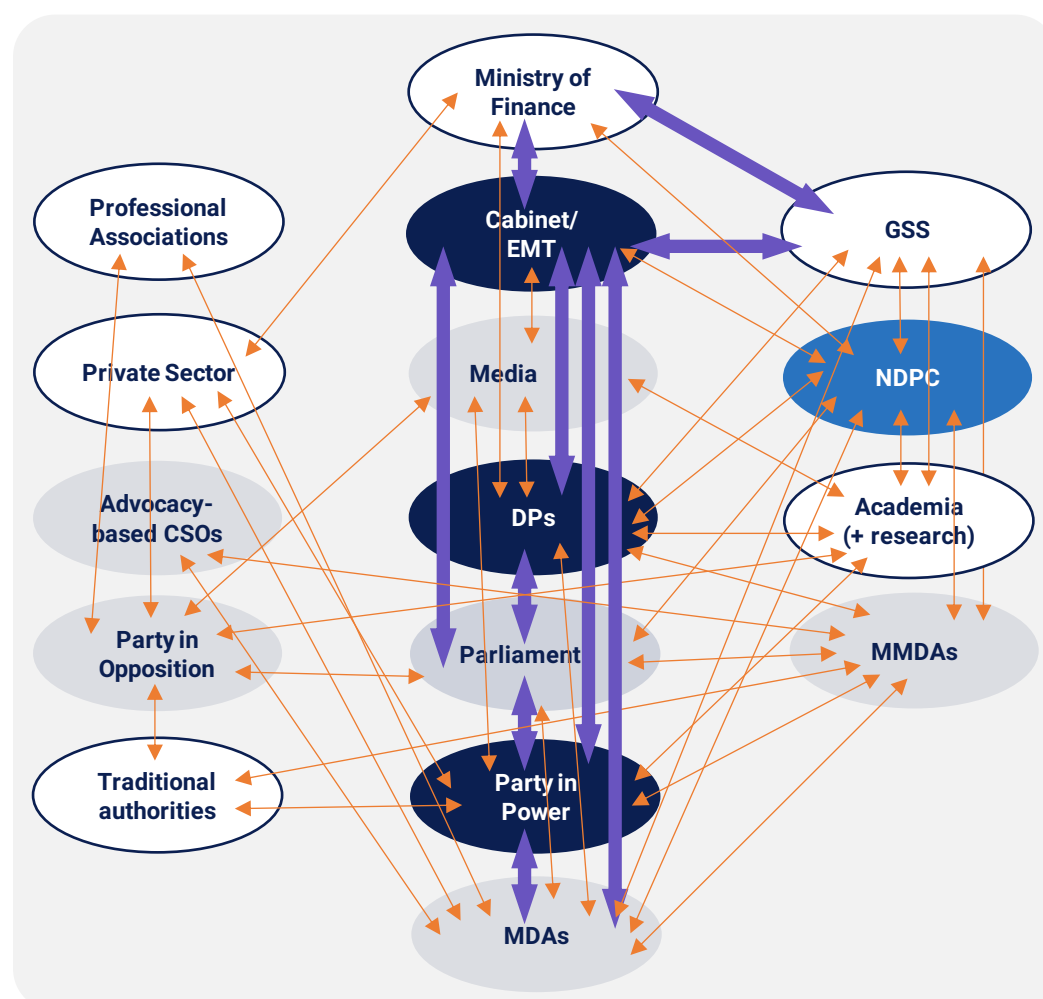 Ministry of
Finance
Professional
Associations
Cabinet/
EMT
GSS
Private Sector
Media
NDPC
Advocacy-
based CSOs
DPs
Academia
(+ research)
Party in
Opposition
Parliament
MMDAs
Traditional
authorities
Party in
Power
MDAs